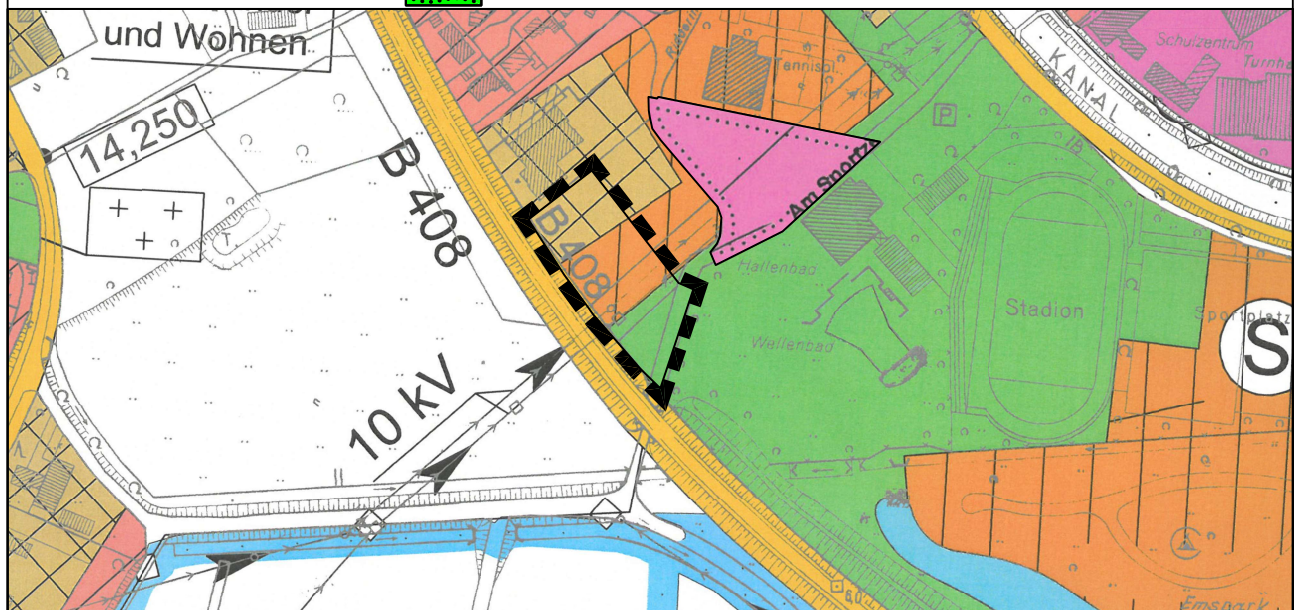 und Wohnen
14,250
B 408
B 408
10 kV
Tennispl.
Am Sportz
Hallenbad
Wellenbad
Stadion
Sportplatz
S
KANAL
Schulzentrum
Turnha
P
T
Emspark